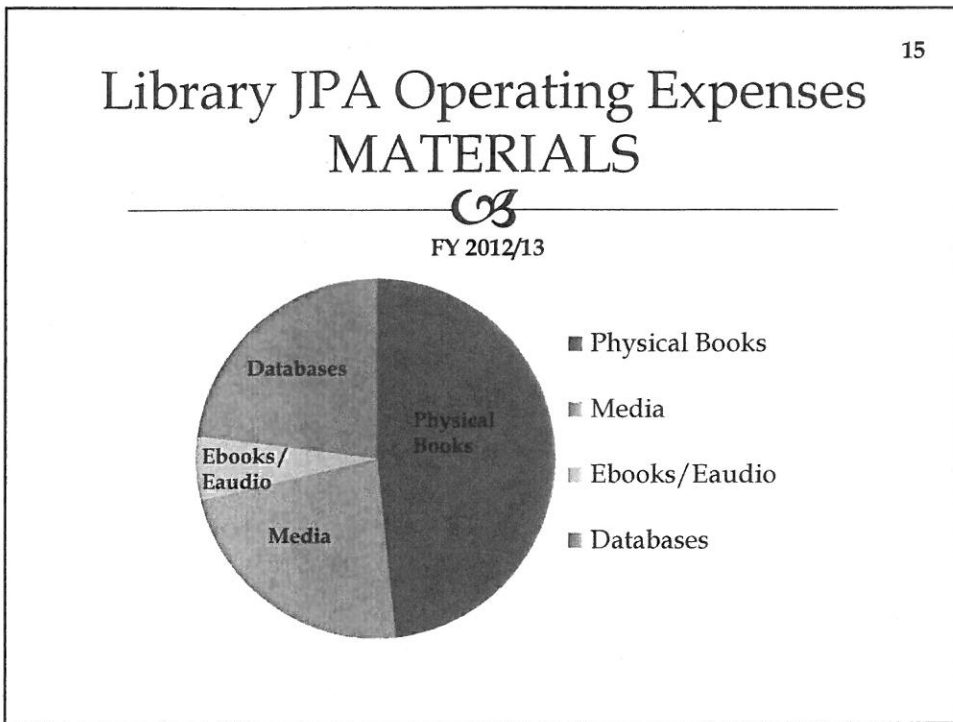 15
Library JPA Operating Expenses
MATERIALS
FY 2012/13
Databases
Physical
Books
Ebooks/
Eaudio
Media
Physical Books
Media
Ebooks/Eaudio
Databases